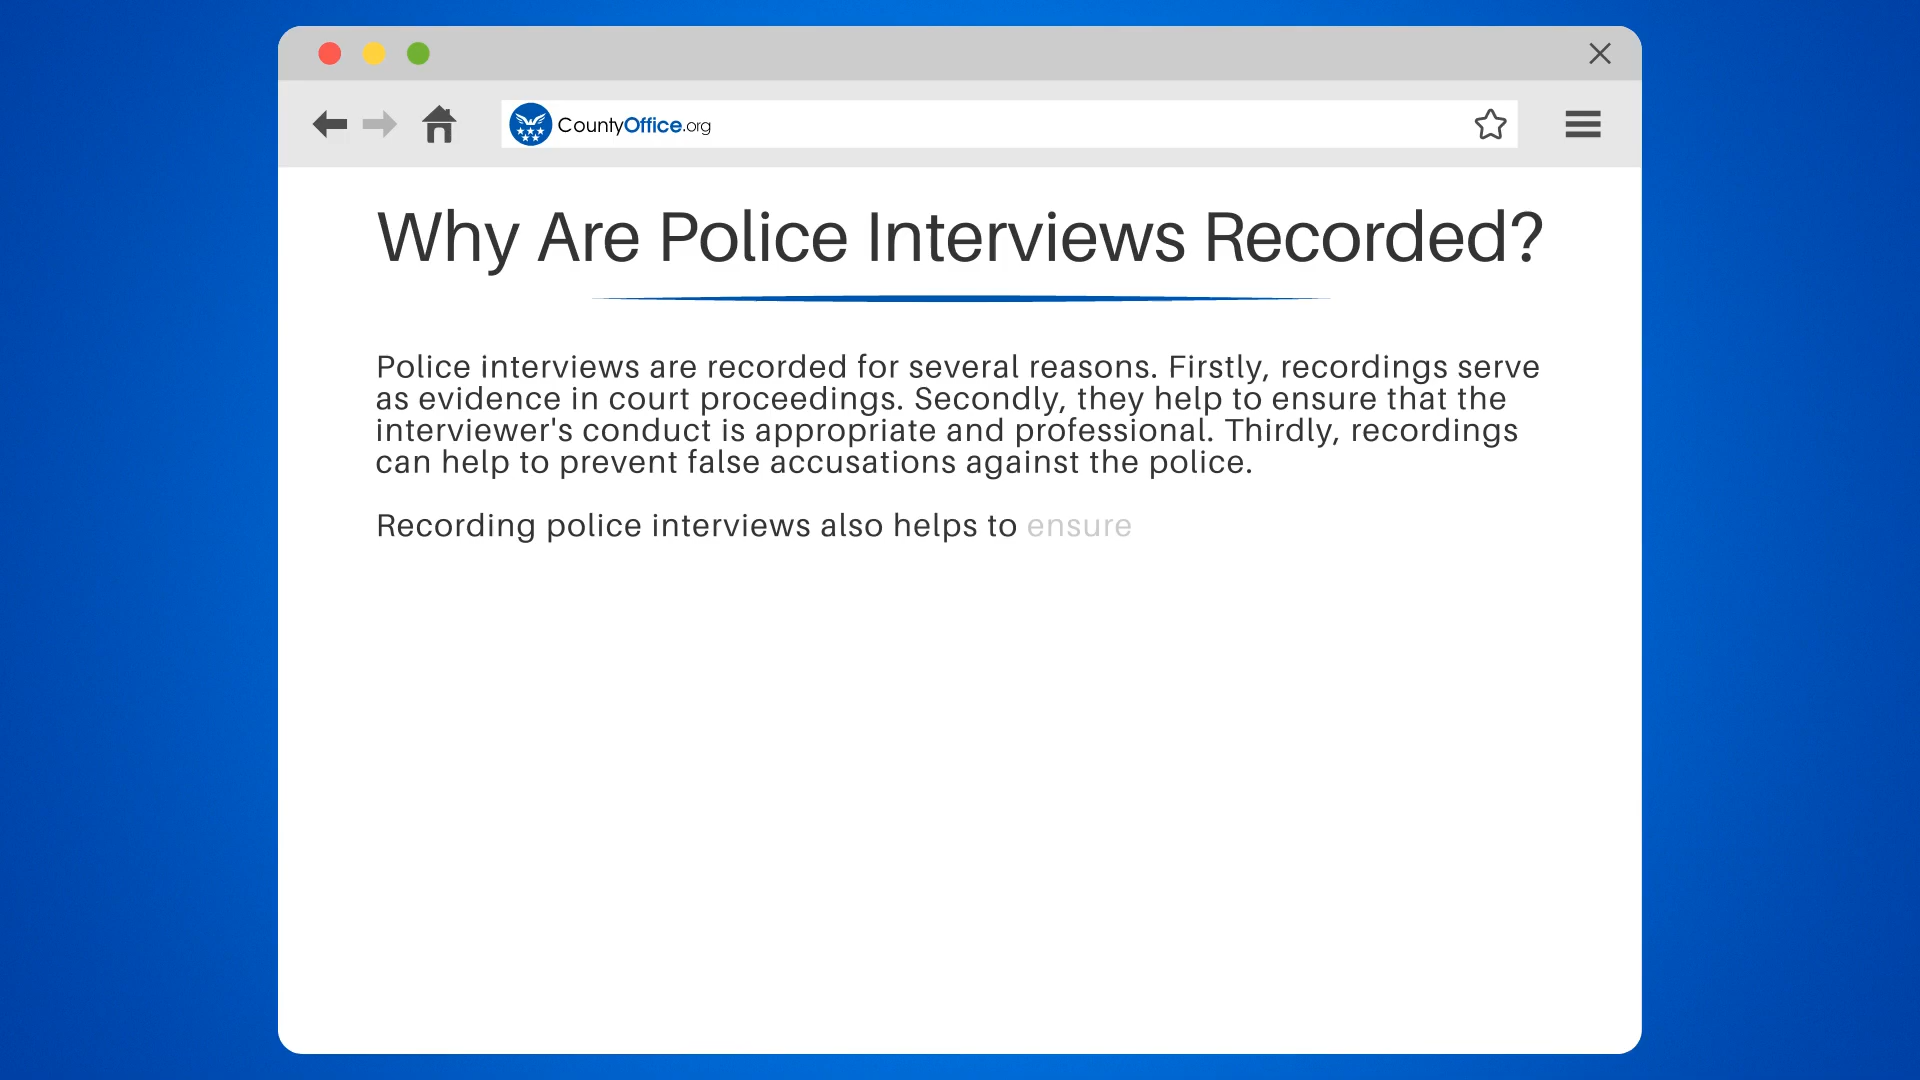 CountyOffice.org
Why Are Police Interviews Recorded?
Police interviews are recorded for several reasons. Firstly, recordings serve
as evidence in court proceedings. Secondly, they help to ensure that the
interviewer's conduct is appropriate and professional. Thirdly, recordings
can help to prevent false accusations against the police.
Recording police interviews also helps to ensure